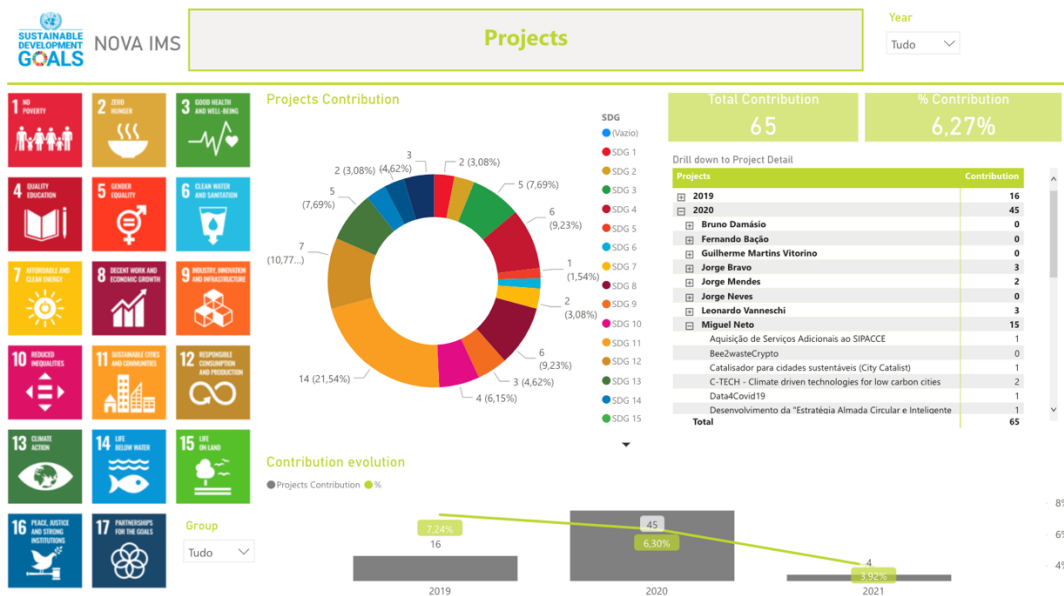 SUSTAINABLE
DEVELOPMENT
GOALS
NOVA IMS
Projects
Year
Tudo
1 NO
POVERTY
2 ZERO
HUNGER
3 GOOD HEALTH
AND WELL-BEING
4 QUALITY
EDUCATION
5 GENDER
EQUALITY
6 CLEAN WATER
AND SANITATION
7 AFFORDABLE AND
CLEAN ENERGY
8 DECENT WORK AND
ECONOMIC GROWTH
9 INDUSTRY, INNOVATION
AND INFRASTRUCTURE
10 REDUCED
INEQUALITIES
11 SUSTAINABLE CITIES
AND COMMUNITIES
12 RESPONSIBLE
CONSUMPTION
AND PRODUCTION
13 CLIMATE
ACTION
14 LIFE
BELOW WATER
15 LIFE
ON LAND
16 PEACE, JUSTICE
AND STRONG
INSTITUTIONS
17 PARTNERSHIPS
FOR THE GOALS
Group
Tudo
Projects Contribution
2 (3,08%)
5 (7,69%)
6
(9,23%)
1
(1,54%)
2
(3,08%)
6
(9,23%)
3 (4,62%)
4 (6,15%)
14 (21,54%)
7
(10,77...)
5
(7,69%)
2 (3,08%)
3
(4,62%)
SDG
(Vazio)
SDG 1
SDG 2
SDG 3
SDG 4
SDG 5
SDG 6
SDG 7
SDG 8
SDG 9
SDG 10
SDG 11
SDG 12
SDG 13
SDG 14
SDG 15
Total Contribution
65
% Contribution
6,27%
Drill down to Project Detail
Projects Contribution
2019 16
2020 45
Bruno Damásio 0
Fernando Bação 0
Guilherme Martins Vitorino 0
Jorge Bravo 3
Jorge Mendes 2
Jorge Neves 0
Leonardo Vanneschi 3
Miguel Neto 15
Aquisição de Serviços Adicionais ao SIPACCE 1
Bee2wasteCrypto 0
Catalisador para cidades sustentáveis (City Catalist) 1
C-TECH - Climate driven technologies for low carbon cities 2
Data4Covid19 1
Desenvolvimento da "Estratégia Almada Circular e Inteligente 1
Total 65
Contribution evolution
Projects Contribution %
7,24%
16
45
6,30%
4
3,92%
8%
6%
4%
2019 2020 2021